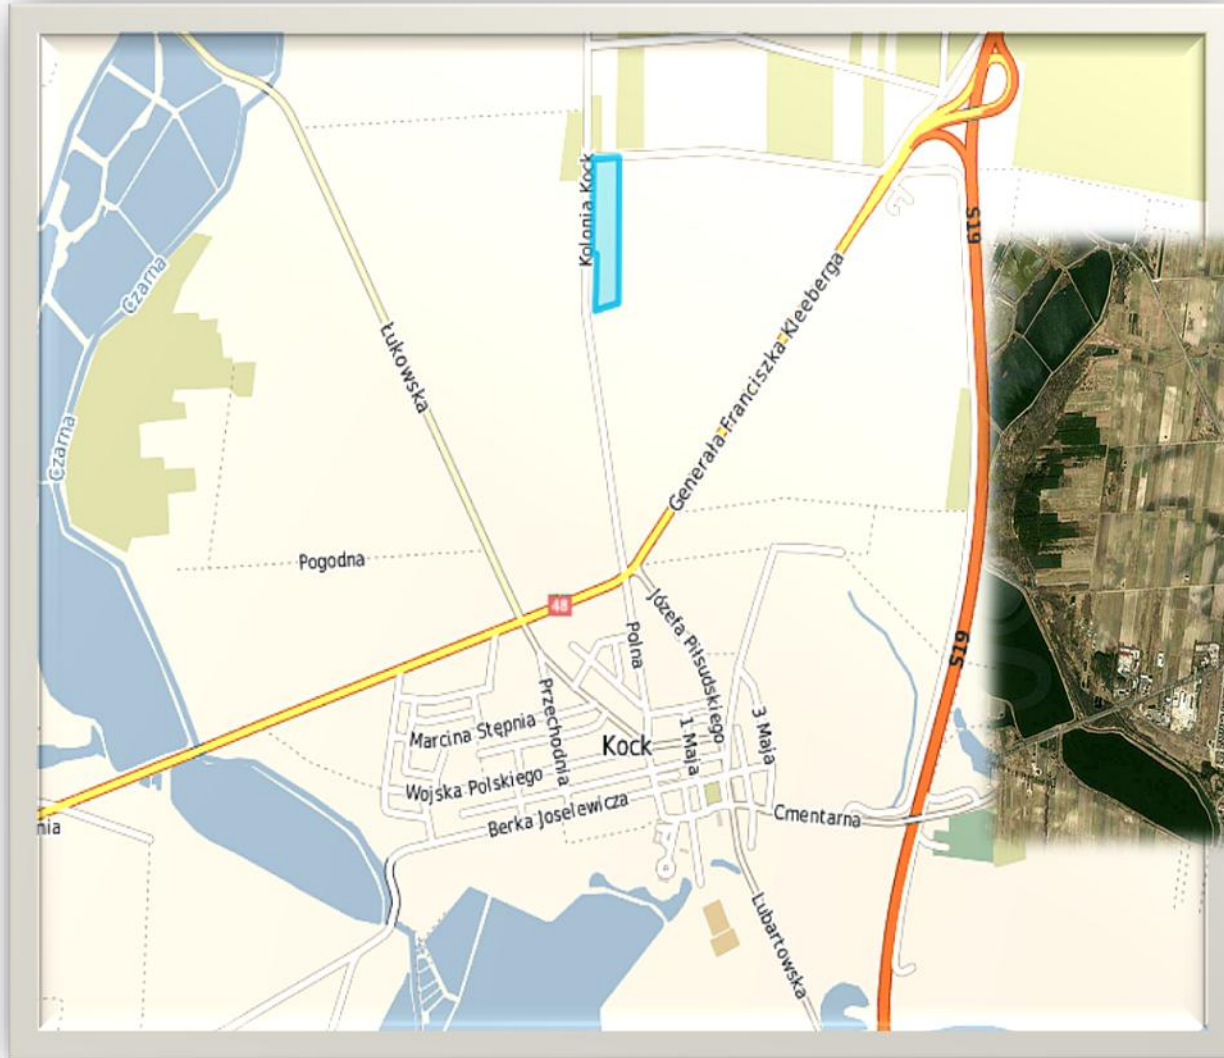 Kolonia Kock
S19
Czarna
Generała Franciszka Kleeberga
Łukowska
Czarna
Pogodna
48
S19
Józefa Piłsudskiego
Polna
Przechodnia
3 Maja
1 Maja
Marcina Stępnia
Kock
Wojska Polskiego
Berka Joselewicza
Cmentarna
nia
Lubartowska